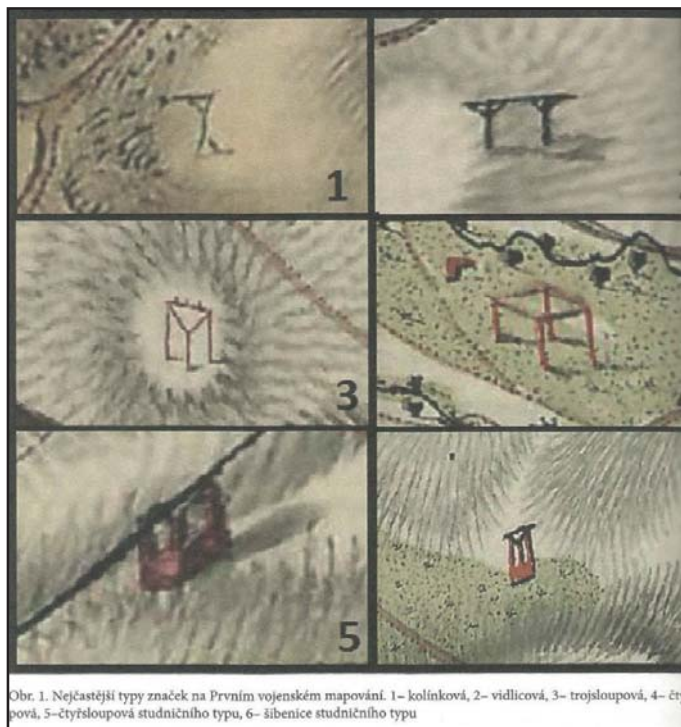 1
3
5
Obr. 1. Nejčastější typy značek na Prvním vojenském mapování. 1– kolínková, 2– vidlicová, 3– trojsloupová, 4–
pová, 5–čtyřsloupová studničního typu, 6– šibenice studničního typu